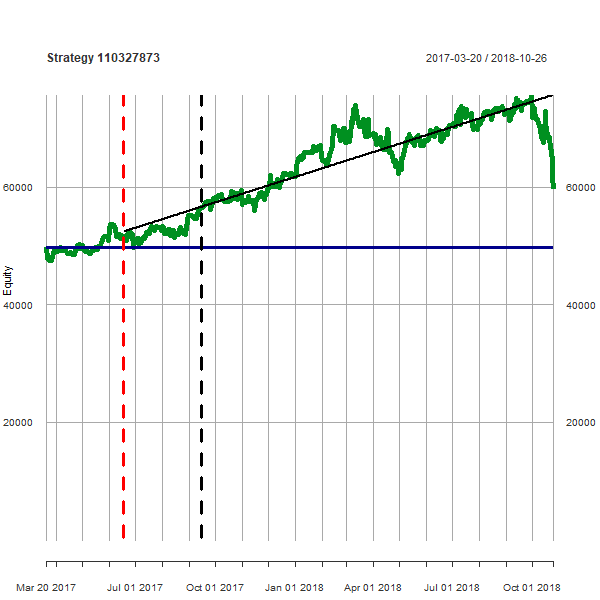 Strategy 110327873
2017-03-20 / 2018-10-26
Equity
60000
60000
40000
40000
20000
20000
Mar 20 2017
Jul 01 2017
Oct 01 2017
Jan 01 2018
Apr 01 2018
Jul 01 2018
Oct 01 2018